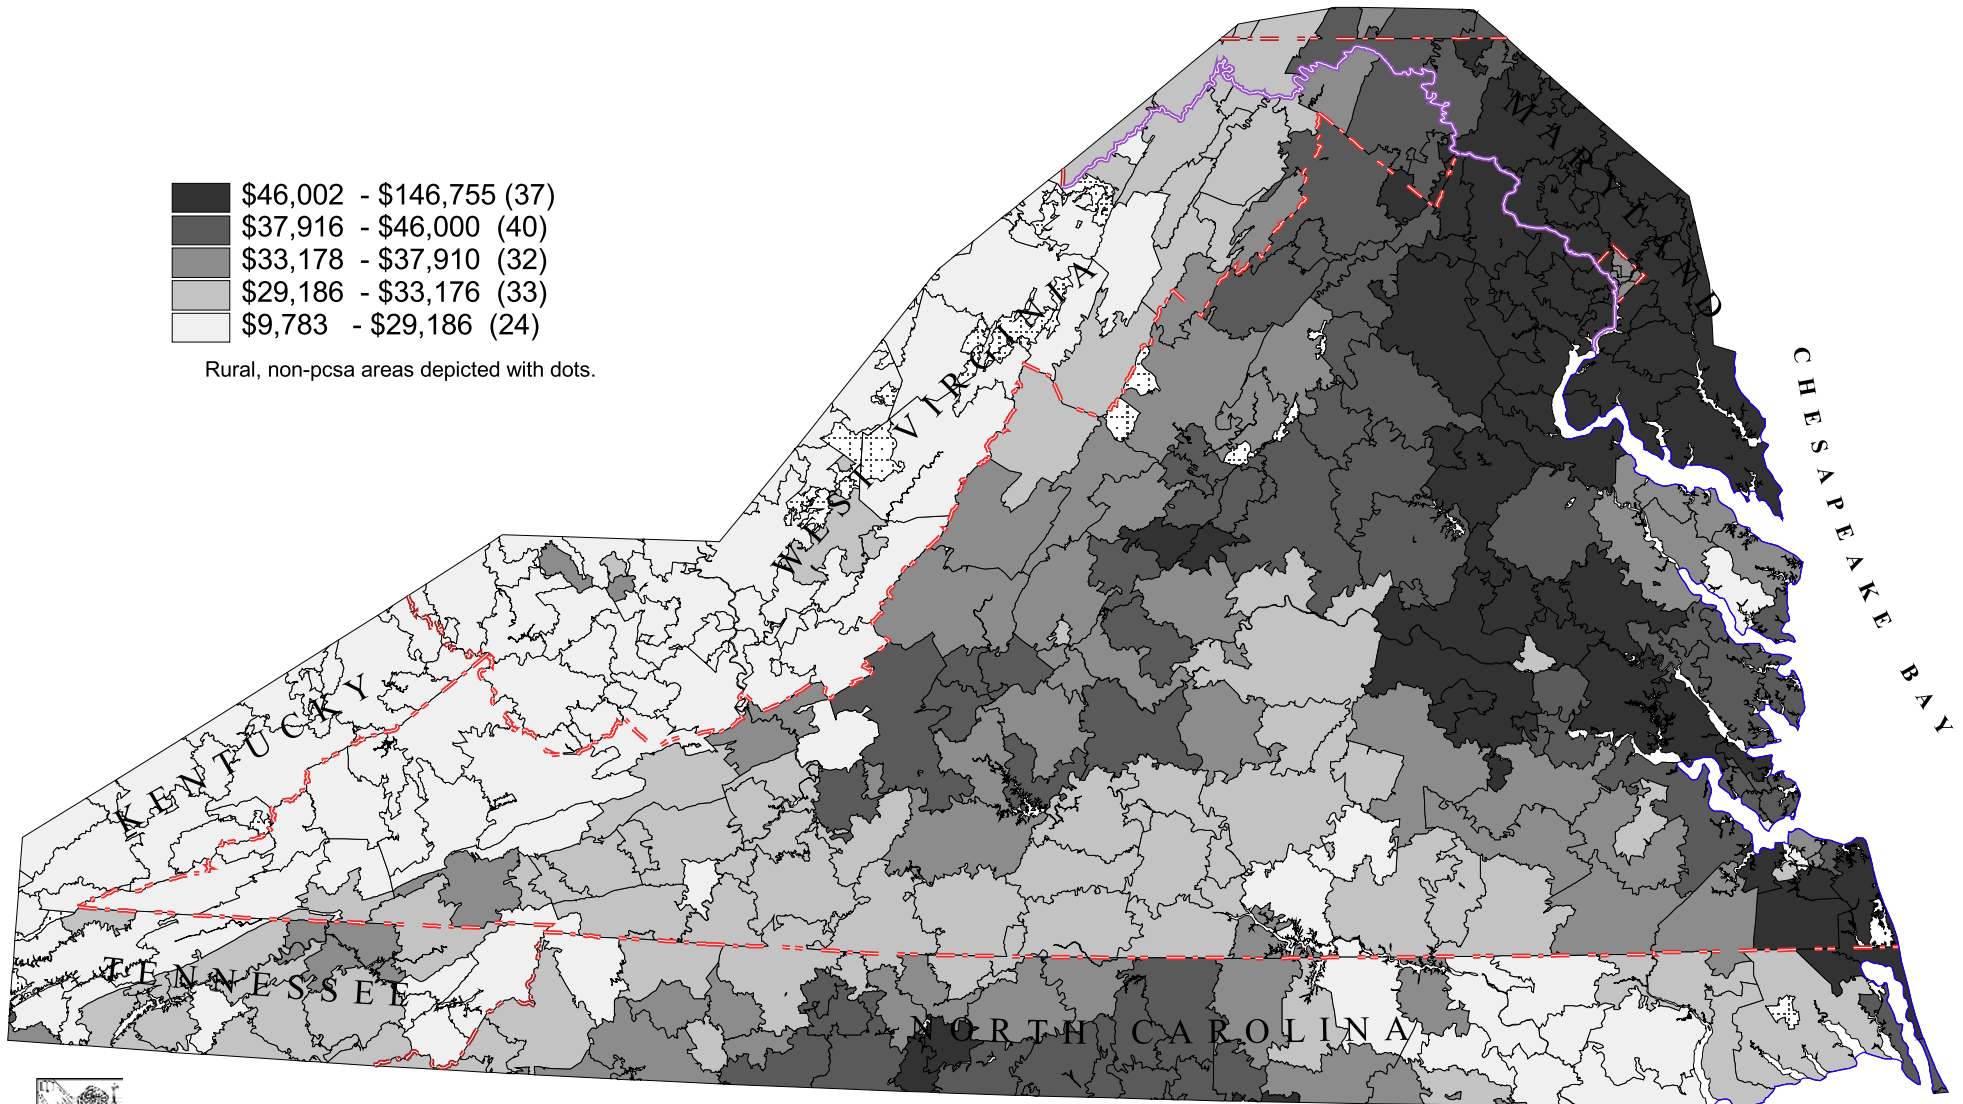 MARYLAND
$46,002 - $146,755 (37)
$37,916 - $46,000 (40)
$33,178 - $37,910 (32)
$29,186 - $33,176 (33)
$9,783 - $29,186 (24)
Rural, non-pcsa areas depicted with dots.
WEST VIRGINIA
CHESAPEAKE BAY
KENTUCKY
TENNESSEE
NORTH CAROLINA